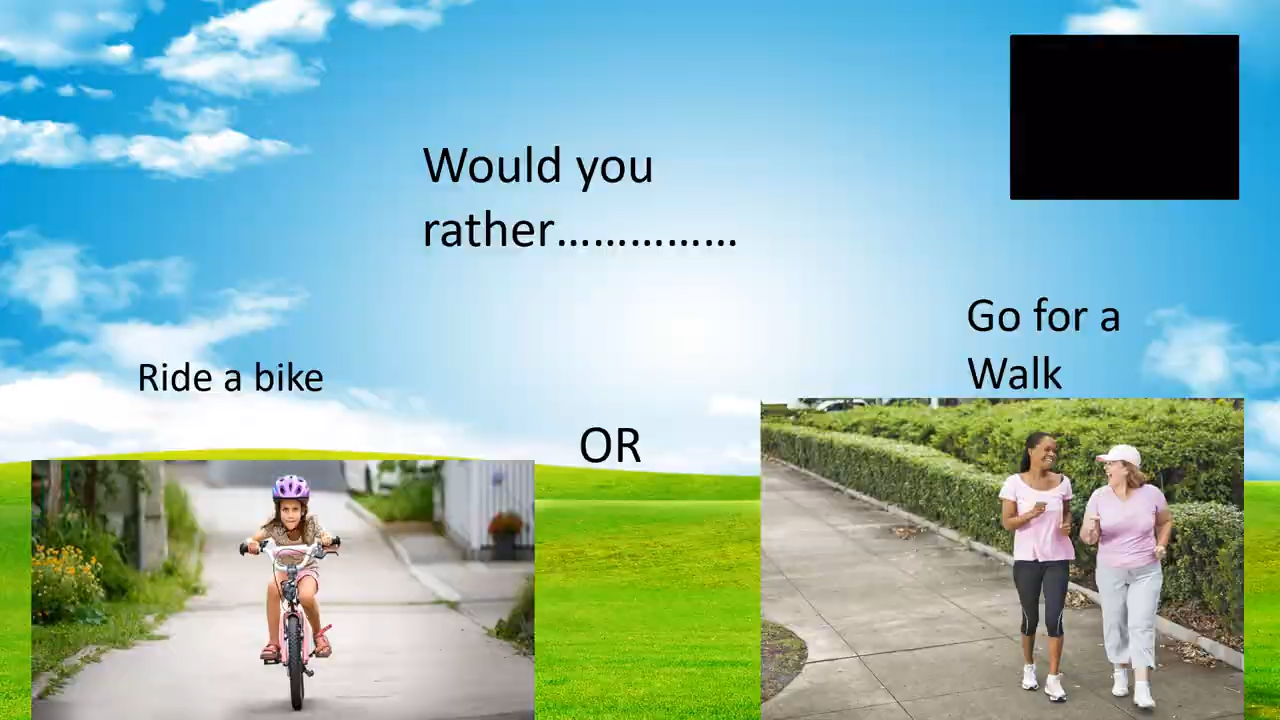 Would you
rather……………
Go for a
Walk
Ride a bike
OR